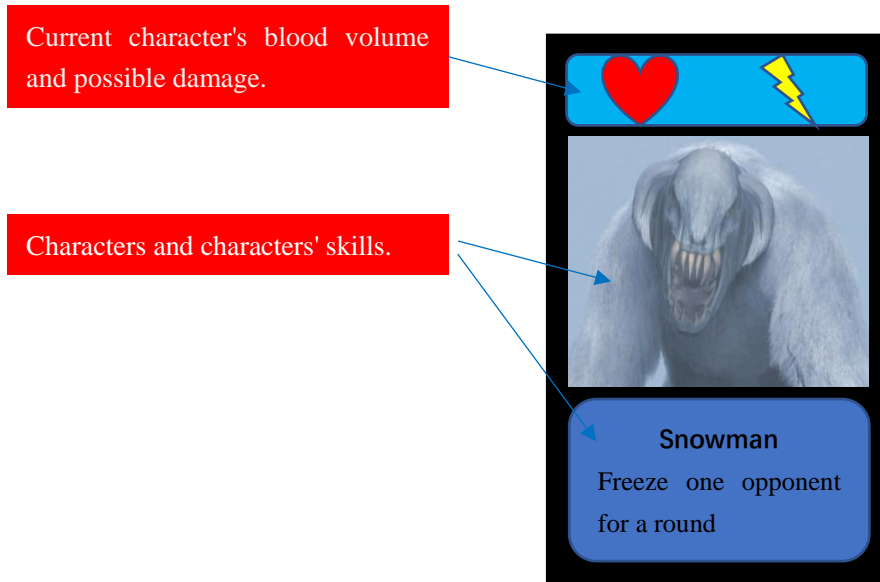 Current character's blood volume
and possible damage.
Characters and characters' skills.
Snowman
Freeze one opponent
for a round